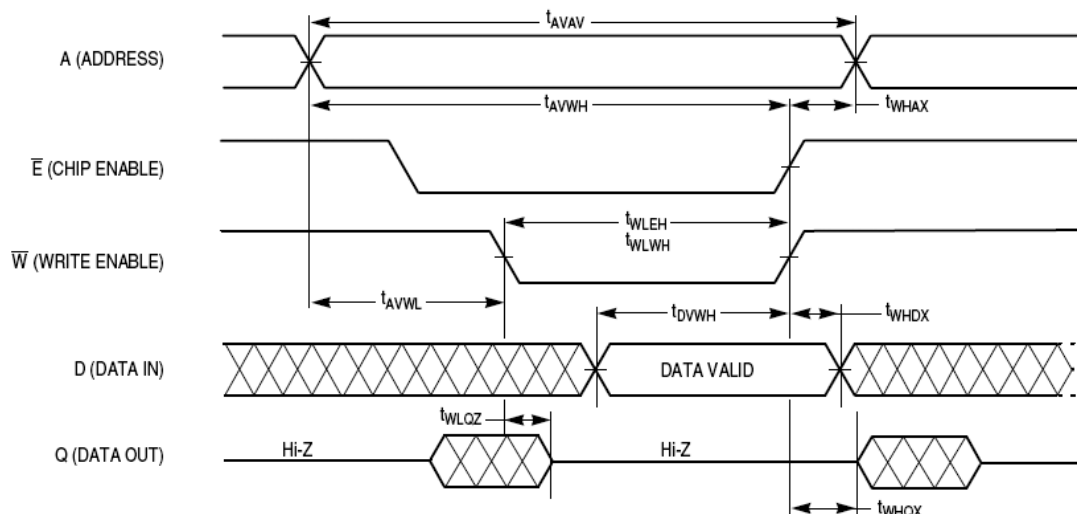 tAVAV
A (ADDRESS)
tAVWH
tWHAX
E̅ (CHIP ENABLE)
tWLEH
tWLWH
W̅ (WRITE ENABLE)
tAVWL
tDVWH
tWHDX
D (DATA IN)
DATA VALID
tWLQZ
Q (DATA OUT)
Hi-Z
Hi-Z
tWHQX